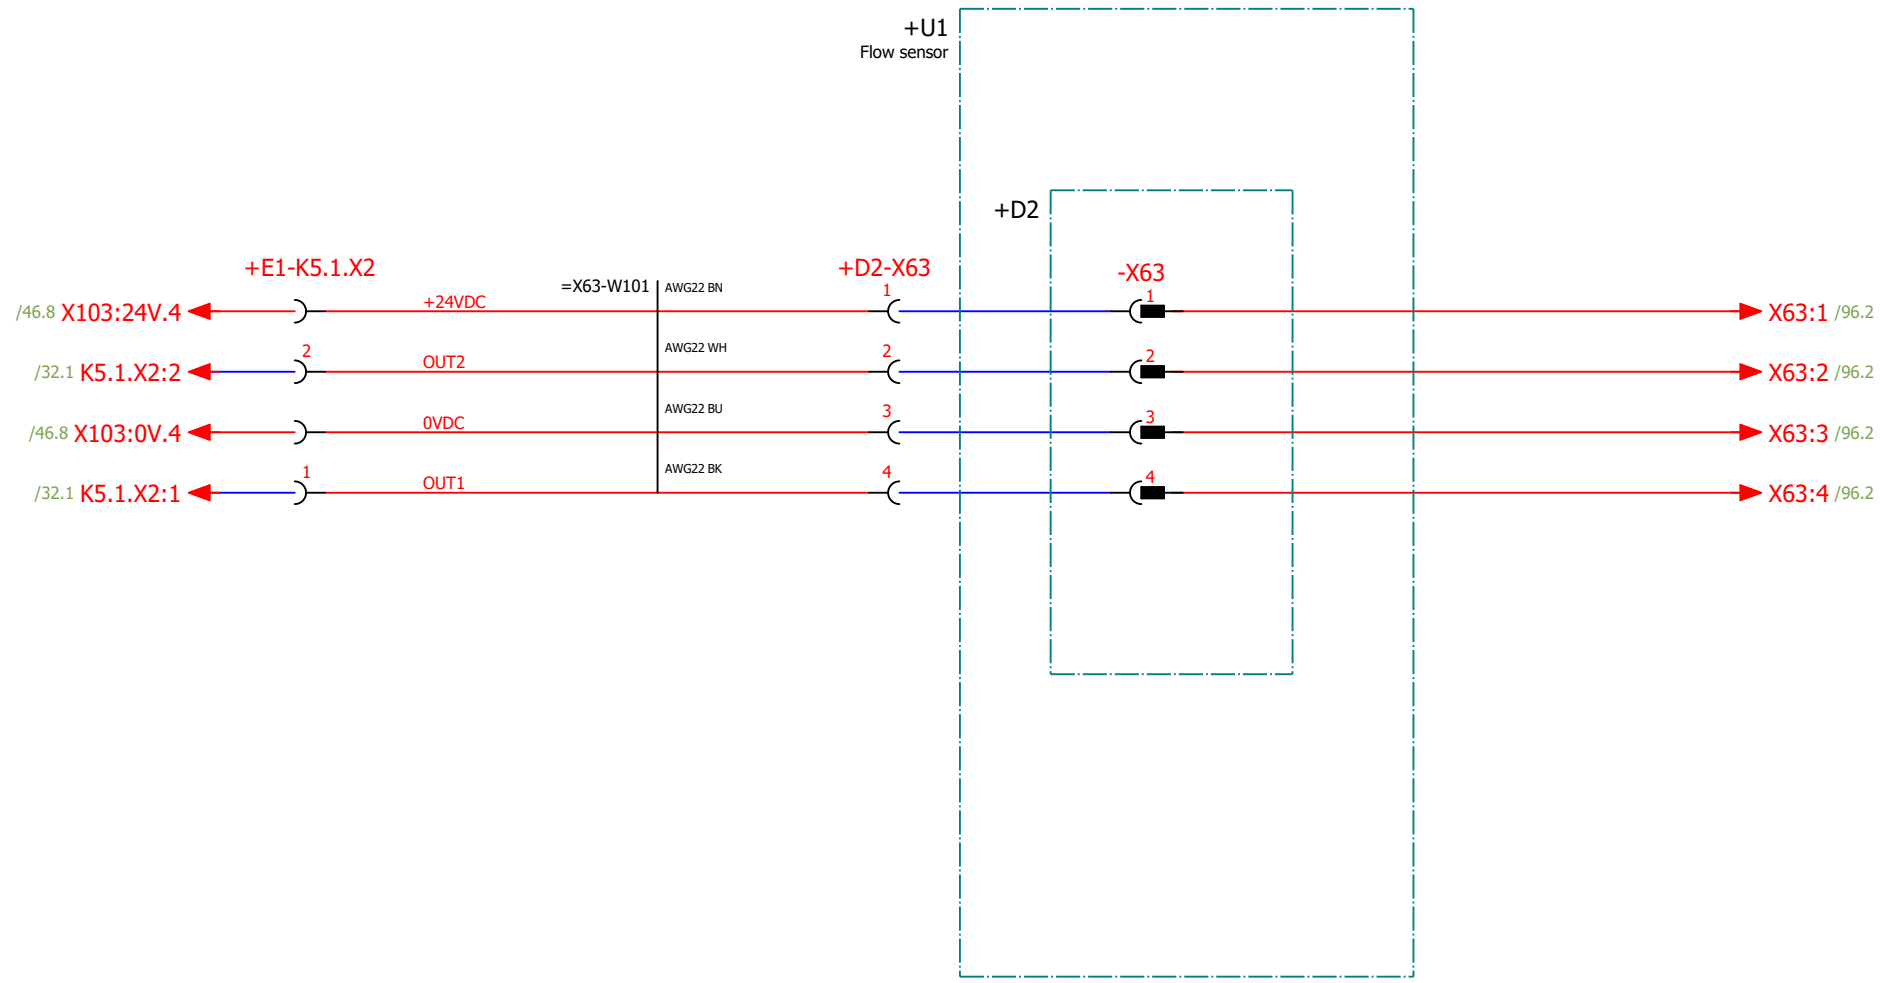 +U1
Flow sensor
+D2
+E1-K5.1.X2
=X63-W101
AWG22 BN
+D2-X63
-X63
/46.8 X103:24V.4
+24VDC
1
1
X63:1 /96.2
/32.1 K5.1.X2:2
2
OUT2
AWG22 WH
2
2
X63:2 /96.2
/46.8 X103:0V.4
0VDC
AWG22 BU
3
3
X63:3 /96.2
/32.1 K5.1.X2:1
1
OUT1
AWG22 BK
4
4
X63:4 /96.2